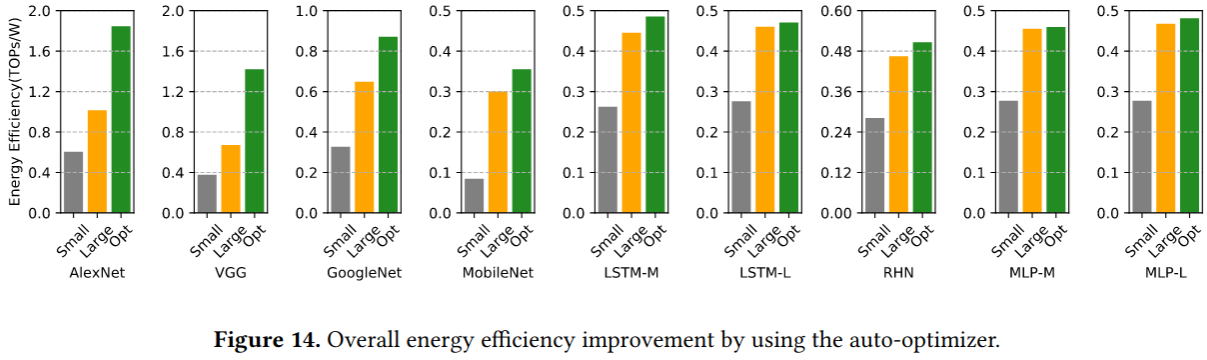 Energy Efficiency(TOPs/W)
2.0 1.6 1.2 0.8 0.4 0.0
Small Large Opt
AlexNet
2.0 1.6 1.2 0.8 0.4 0.0
Small Large Opt
VGG
1.0 0.8 0.6 0.4 0.2 0.0
Small Large Opt
GoogleNet
0.5 0.4 0.3 0.2 0.1 0.0
Small Large Opt
MobileNet
0.5 0.4 0.3 0.2 0.1 0.0
Small Large Opt
LSTM-M
0.5 0.4 0.3 0.2 0.1 0.0
Small Large Opt
LSTM-L
0.60 0.48 0.36 0.24 0.12 0.00
Small Large Opt
RHN
0.5 0.4 0.3 0.2 0.1 0.0
Small Large Opt
MLP-M
0.5 0.4 0.3 0.2 0.1 0.0
Small Large Opt
MLP-L
Figure 14. Overall energy efficiency improvement by using the auto-optimizer.